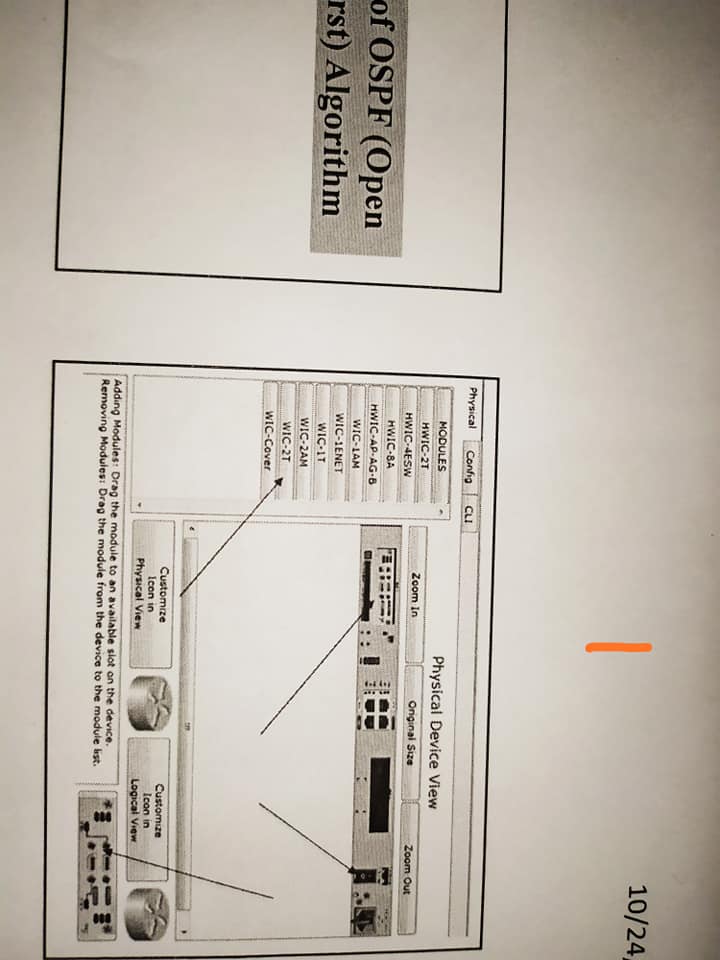 10/24/
of OSPF (Open
rst) Algorithm
Physical Config CLI
MODULES
HWIC-2T
HWIC-4ESW
HWIC-8A
HWIC-AP-AG-B
WIC-1AM
WIC-1ENET
WIC-1T
WIC-2AM
WIC-2T
WIC-Cover
Physical Device View
Zoom In Original Size Zoom Out
Customize
Icon in
Physical View
Customize
Icon in
Logical View
Adding Modules: Drag the module to an available slot on the device.
Removing Modules: Drag the module from the device to the module list.